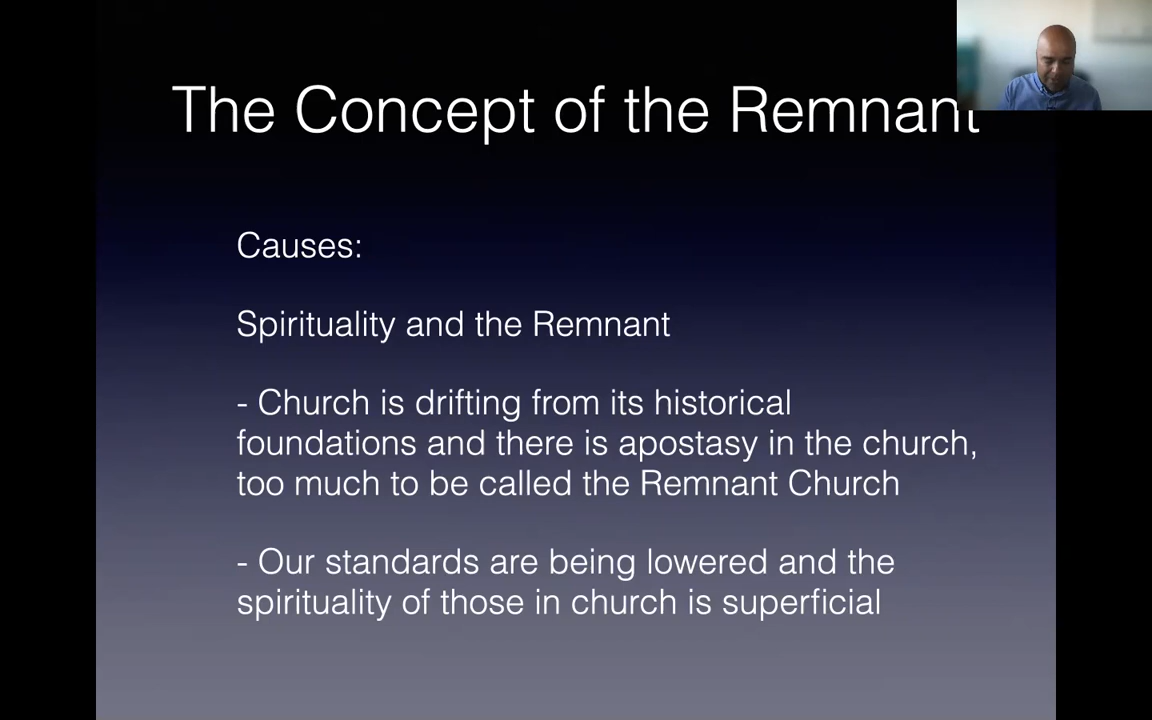 The Concept of the Remnant
Causes:
Spirituality and the Remnant
- Church is drifting from its historical
foundations and there is apostasy in the church,
too much to be called the Remnant Church
- Our standards are being lowered and the
spirituality of those in church is superficial